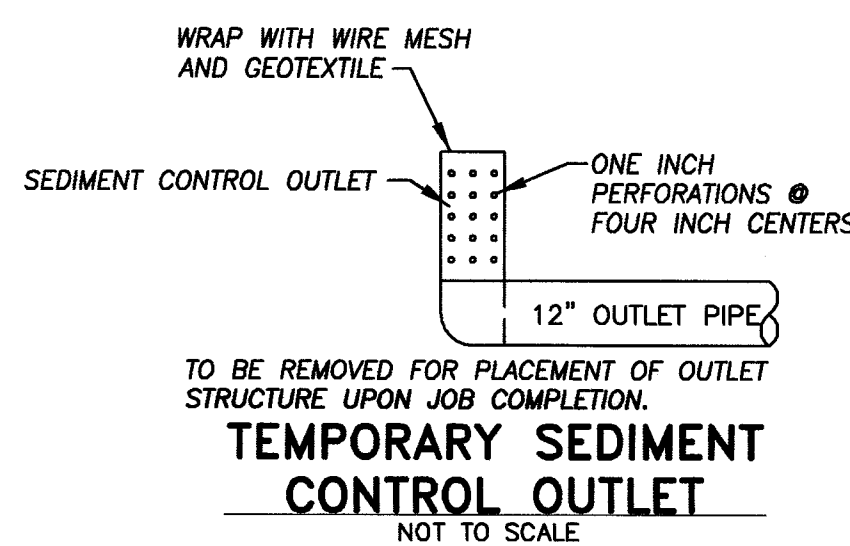 WRAP WITH WIRE MESH
AND GEOTEXTILE
SEDIMENT CONTROL OUTLET
ONE INCH
PERFORATIONS @
FOUR INCH CENTERS
12" OUTLET PIPE
TO BE REMOVED FOR PLACEMENT OF OUTLET
STRUCTURE UPON JOB COMPLETION.
TEMPORARY SEDIMENT
CONTROL OUTLET
NOT TO SCALE